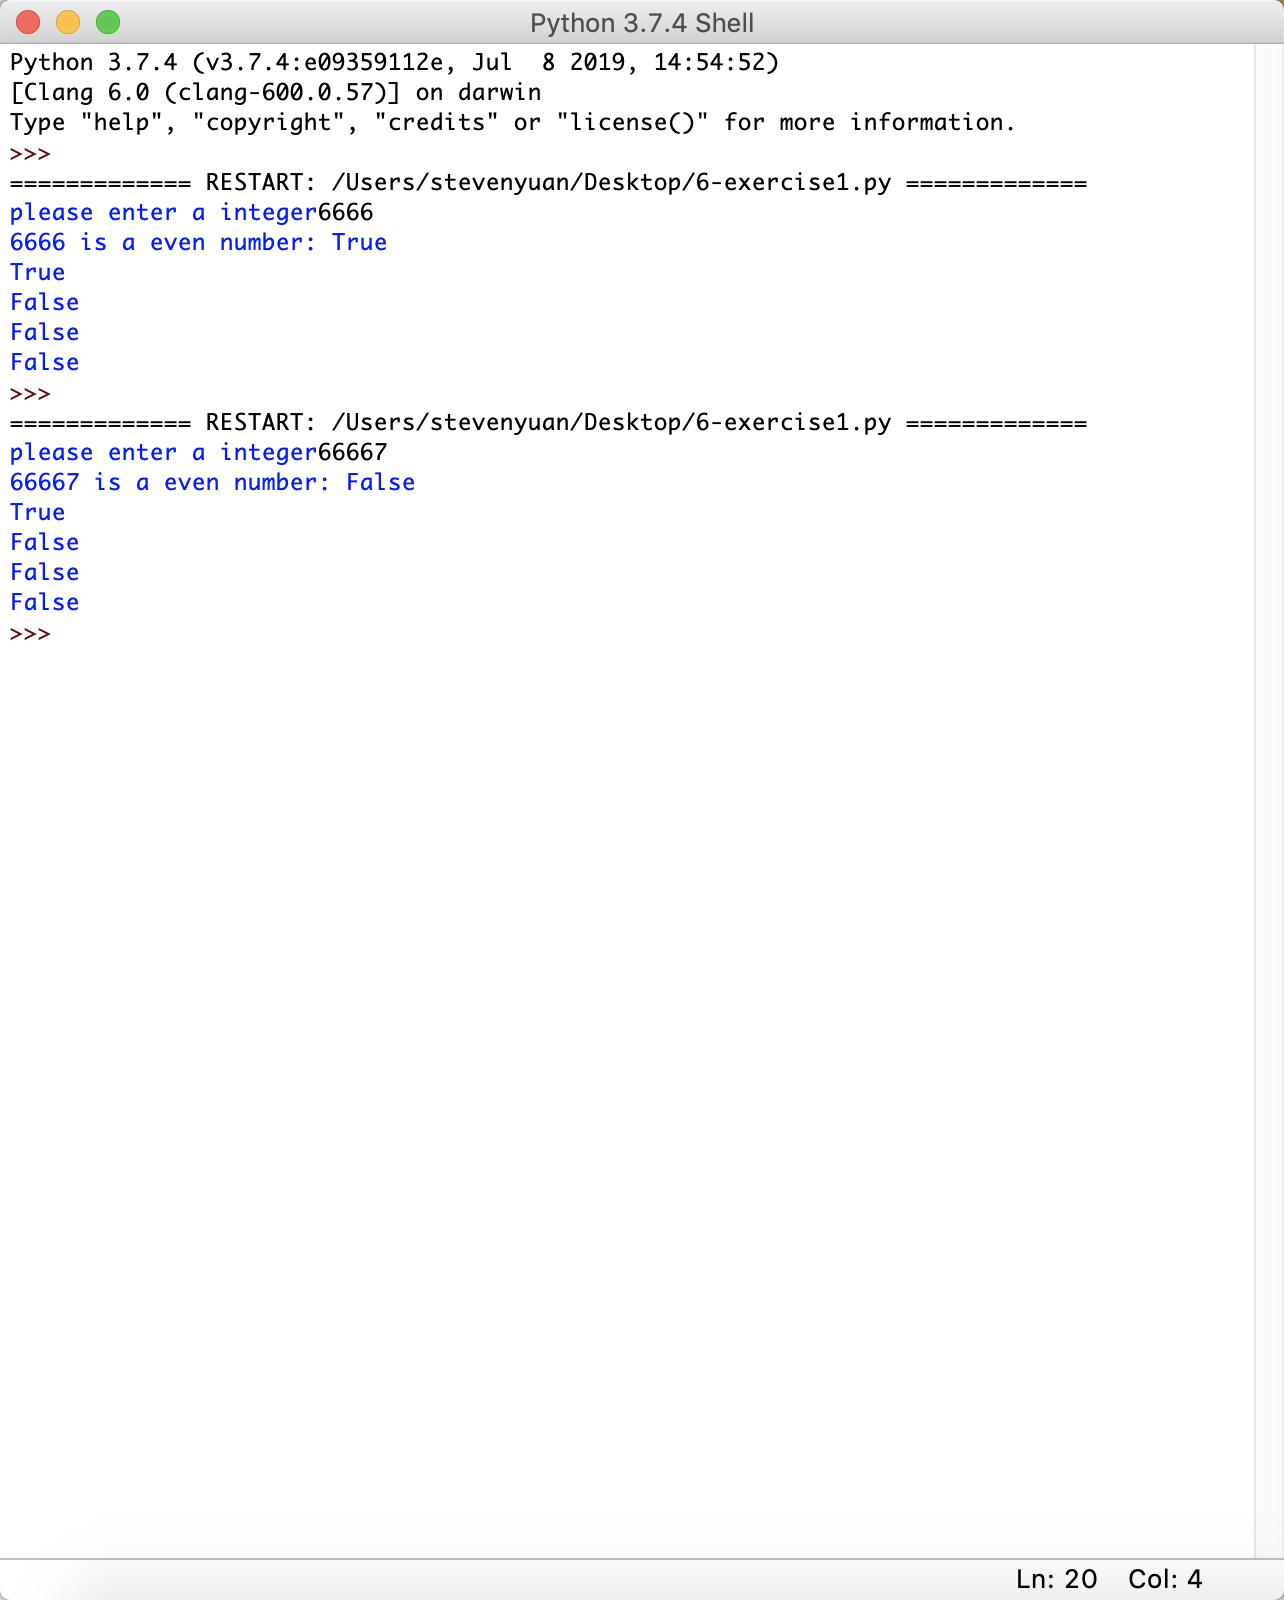 Python 3.7.4 Shell
Python 3.7.4 (v3.7.4:e09359112e, Jul  8 2019, 14:54:52)
[Clang 6.0 (clang-600.0.57)] on darwin
Type "help", "copyright", "credits" or "license()" for more information.
>>>
============= RESTART: /Users/stevenyuan/Desktop/6-exercise1.py =============
please enter a integer6666
6666 is a even number: True
True
False
False
False
>>>
============= RESTART: /Users/stevenyuan/Desktop/6-exercise1.py =============
please enter a integer66667
66667 is a even number: False
True
False
False
False
>>>
Ln: 20  Col: 4